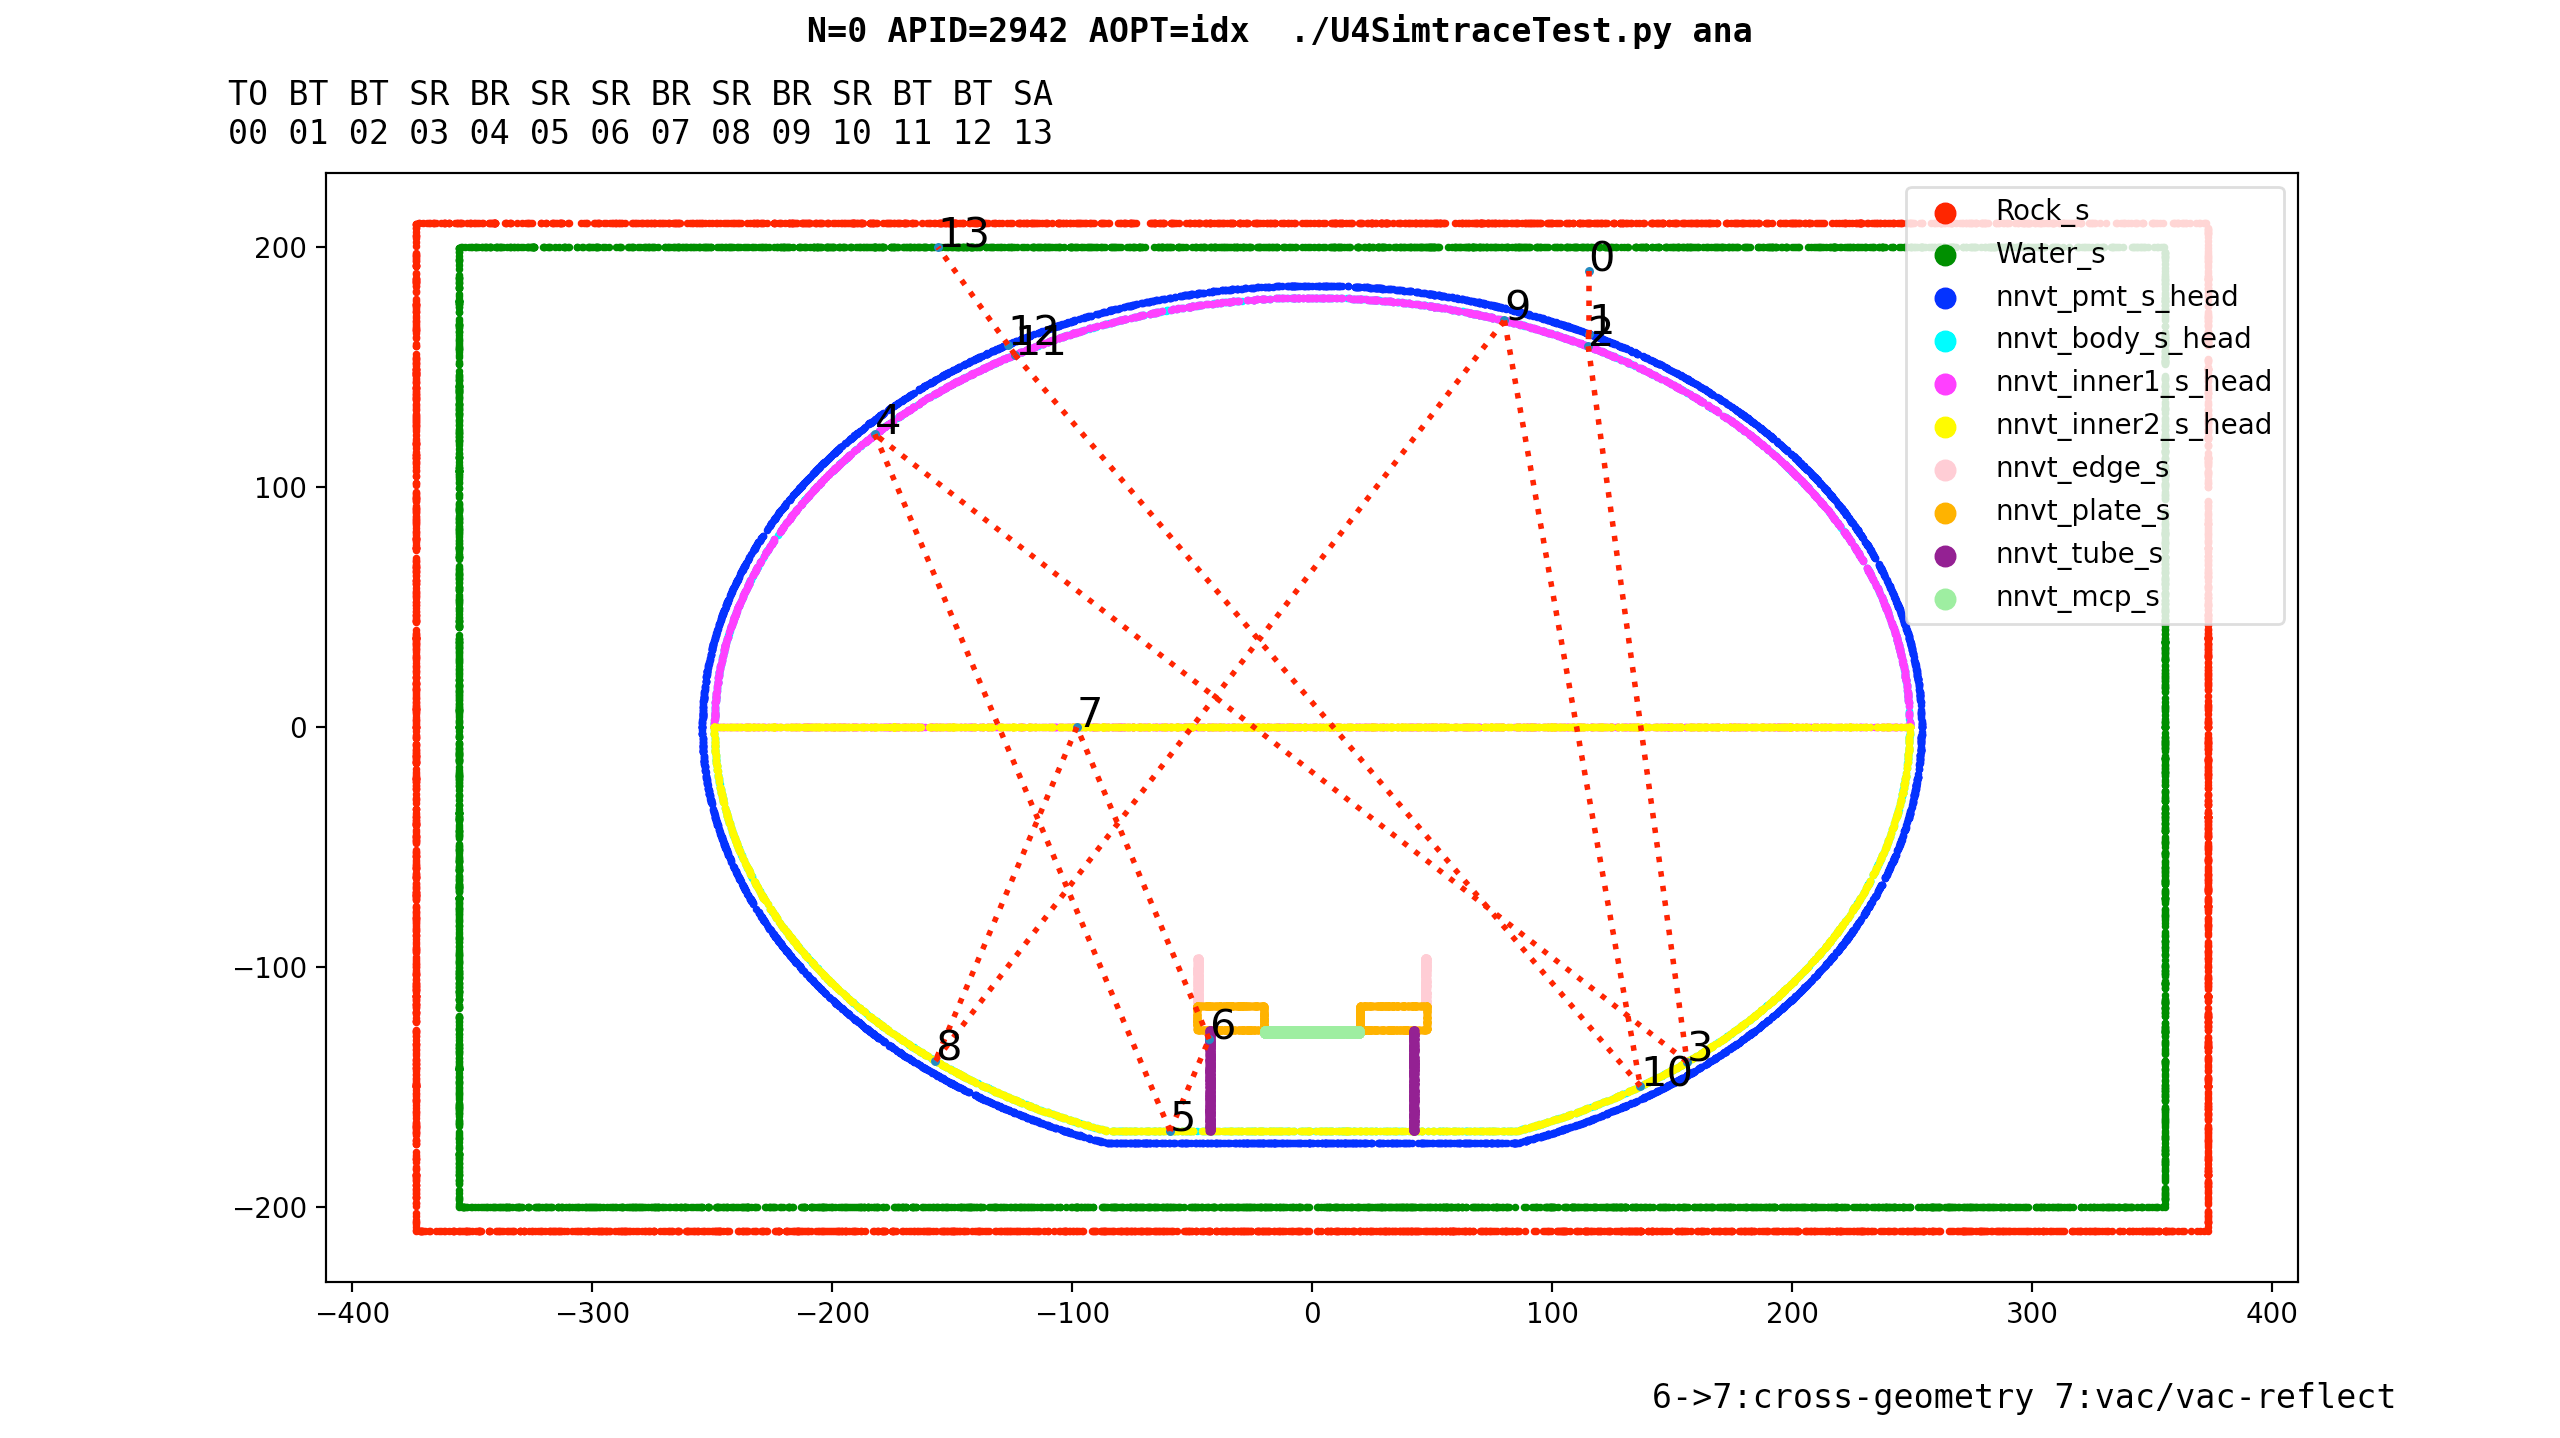 N=0 APID=2942 AOPT=idx  ./U4SimtraceTest.py ana
TO BT BT SR BR SR SR BR SR BR SR BT BT SA
00 01 02 03 04 05 06 07 08 09 10 11 12 13
200
100
0
−100
−200
−400
−300
−200
−100
0
100
200
300
400
13
0
9
1
2
12
11
4
7
6
8
3
10
5
Rock_s
Water_s
nnvt_pmt_s_head
nnvt_body_s_head
nnvt_inner1_s_head
nnvt_inner2_s_head
nnvt_edge_s
nnvt_plate_s
nnvt_tube_s
nnvt_mcp_s
6->7:cross-geometry 7:vac/vac-reflect